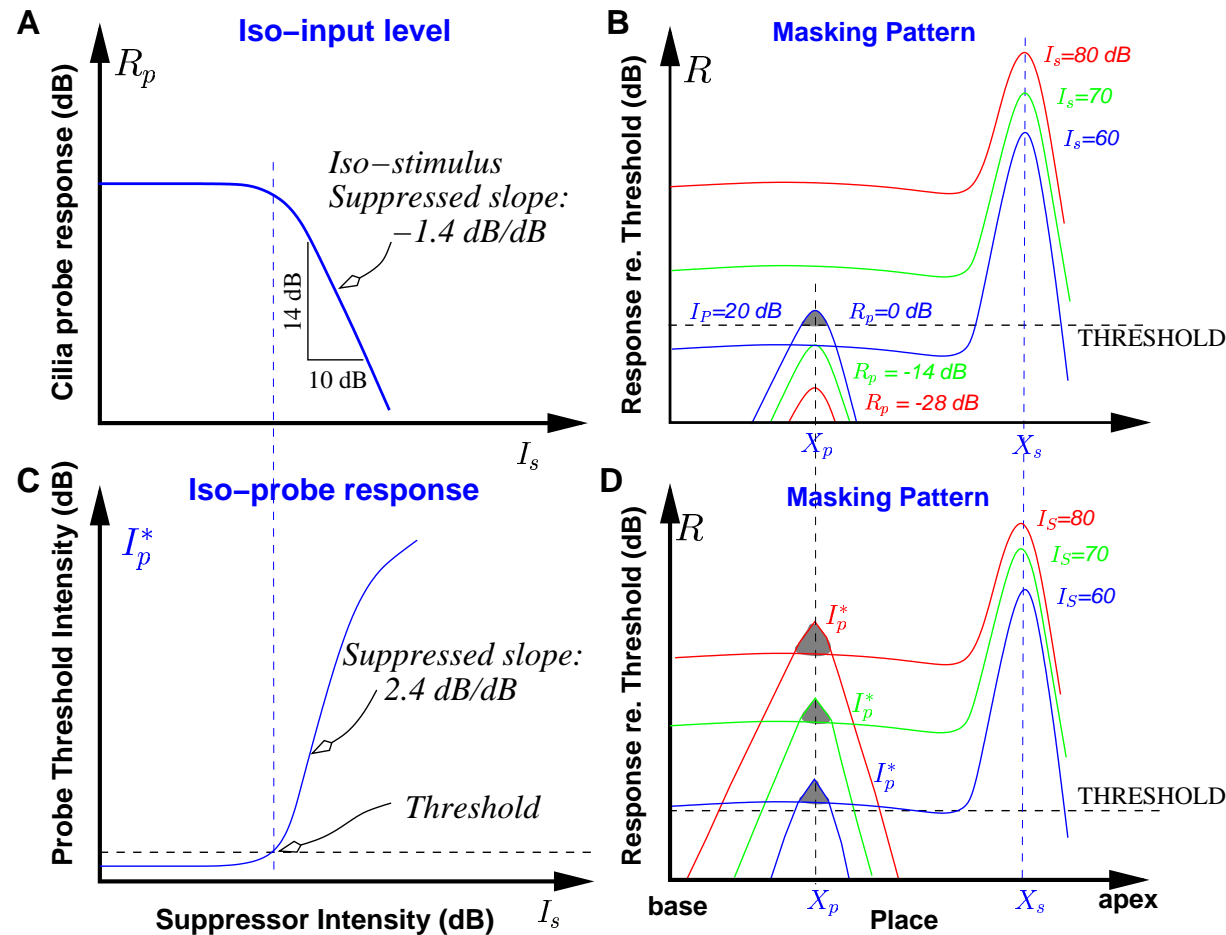 A
Iso−input level
Cilia probe response (dB)
R_p
Iso−stimulus
Suppressed slope:
−1.4 dB/dB
14 dB
10 dB
I_s
B
Masking Pattern
Response re. Threshold (dB)
R
I_s=80 dB
I_s=70
I_s=60
I_P=20 dB
R_p=0 dB
THRESHOLD
R_p = -14 dB
R_p = -28 dB
X_p
X_s
C
Iso−probe response
Probe Threshold Intensity (dB)
I_p^*
Suppressed slope:
2.4 dB/dB
Threshold
Suppressor Intensity (dB)
I_s
D
Masking Pattern
Response re. Threshold (dB)
R
I_S=80
I_S=70
I_S=60
I_p^*
I_p^*
I_p^*
THRESHOLD
base
X_p
Place
X_s
apex